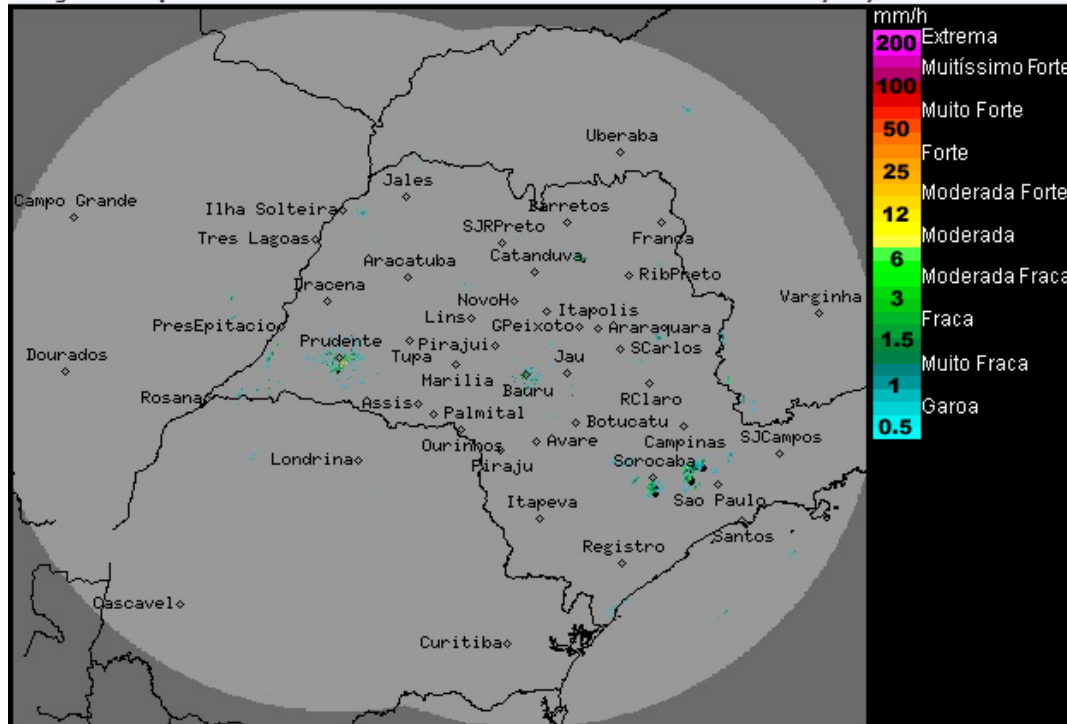 mm/h
200 Extrema
Muitíssimo Forte
100
Muito Forte
50
Forte
25
Moderada Forte
12
Moderada
6
Moderada Fraca
3
Fraca
1.5
Muito Fraca
1
Garoa
0.5
Uberaba
Jales
Campo Grande
Ilha Solteira
Barretos
Tres Lagoas
SJRPreto
Franca
Aracatuba
Catanduva
RibPreto
Dracena
NovoH
Itapolis
Varginha
PresEpitacio
Lins
GPeixoto
Araraquara
Prudente
Pirajui
SCarlos
Dourados
Tupa
Jau
Marilia
Bauru
Rosana
Assis
RClaro
Palmital
Botucatu
Ourinhos
Avare
Campinas
SJCampos
Londrina
Piraju
Sorocaba
Itapeva
Sao Paulo
Santos
Registro
Cascavel
Curitiba